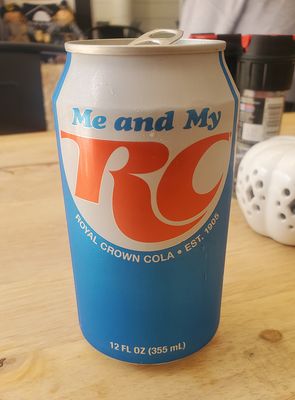 Me and My
RC
ROYAL CROWN COLA • EST. 1905
12 FL OZ (355 mL)